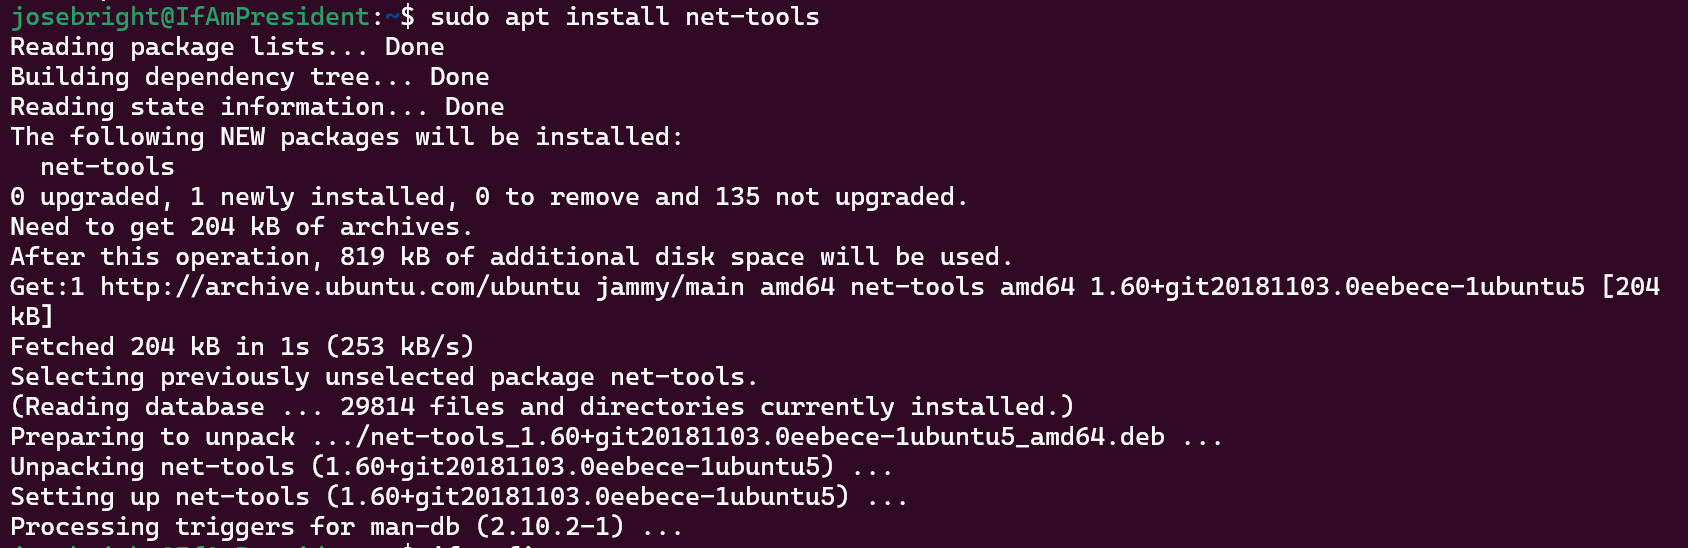 josebright@IfAmPresident:~$ sudo apt install net-tools
Reading package lists... Done
Building dependency tree... Done
Reading state information... Done
The following NEW packages will be installed:
  net-tools
0 upgraded, 1 newly installed, 0 to remove and 135 not upgraded.
Need to get 204 kB of archives.
After this operation, 819 kB of additional disk space will be used.
Get:1 http://archive.ubuntu.com/ubuntu jammy/main amd64 net-tools amd64 1.60+git20181103.0eebece-1ubuntu5 [204
kB]
Fetched 204 kB in 1s (253 kB/s)
Selecting previously unselected package net-tools.
(Reading database ... 29814 files and directories currently installed.)
Preparing to unpack .../net-tools_1.60+git20181103.0eebece-1ubuntu5_amd64.deb ...
Unpacking net-tools (1.60+git20181103.0eebece-1ubuntu5) ...
Setting up net-tools (1.60+git20181103.0eebece-1ubuntu5) ...
Processing triggers for man-db (2.10.2-1) ...